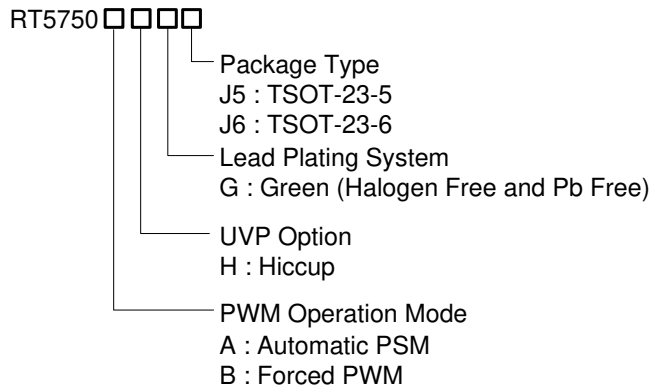 RT5750
Package Type
J5 : TSOT-23-5
J6 : TSOT-23-6
Lead Plating System
G : Green (Halogen Free and Pb Free)
UVP Option
H : Hiccup
PWM Operation Mode
A : Automatic PSM
B : Forced PWM